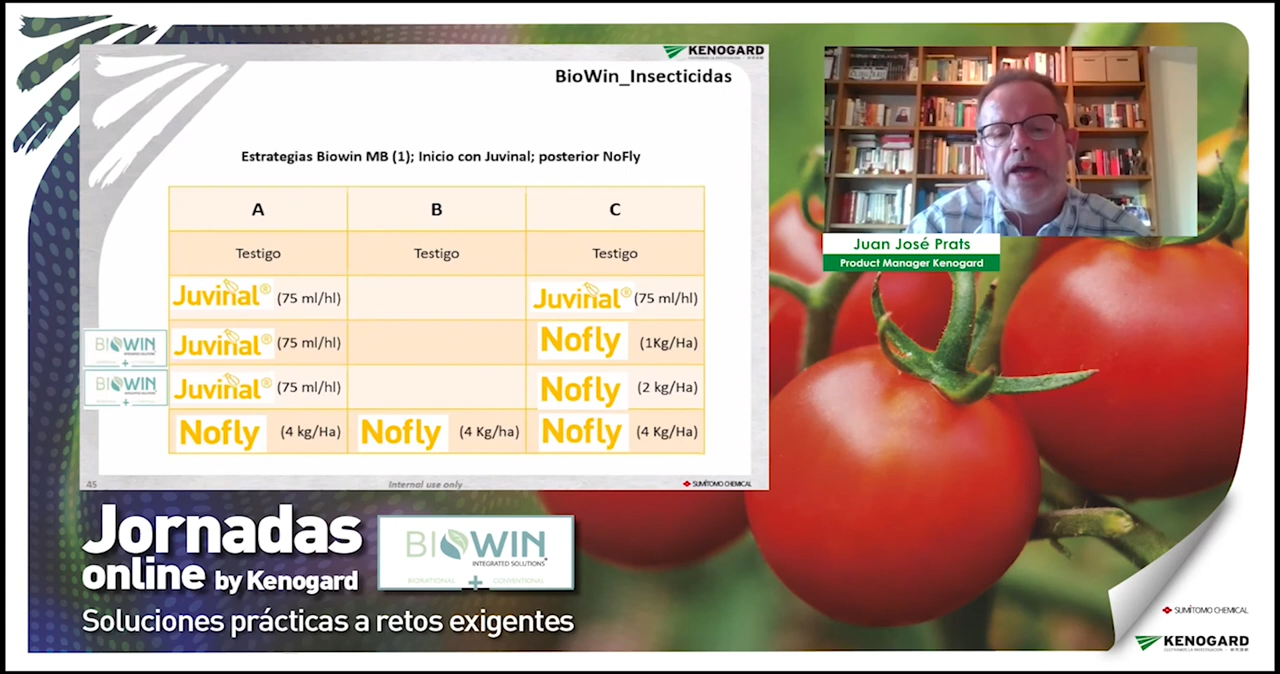 KENOGARD
BioWin_Insecticidas
Estrategias Biowin MB (1); Inicio con Juvinal; posterior NoFly
A B C
Testigo Testigo Testigo
Juvinal® (75 ml/hl) Juvinal® (75 ml/hl)
BIOWIN Juvinal® (75 ml/hl) Nofly (1Kg/Ha)
BIOWIN Juvinal® (75 ml/hl) Nofly (2 kg/Ha)
Nofly (4 kg/Ha) Nofly (4 Kg/ha) Nofly (4 Kg/Ha)
45 Internal use only SUMITOMO CHEMICAL
Juan José Prats
Product Manager Kenogard
Jornadas
online by Kenogard
BIOWIN
INTEGRATED SOLUTIONS™
BIORATIONAL + CONVENTIONAL
Soluciones prácticas a retos exigentes
SUMITOMO CHEMICAL
KENOGARD